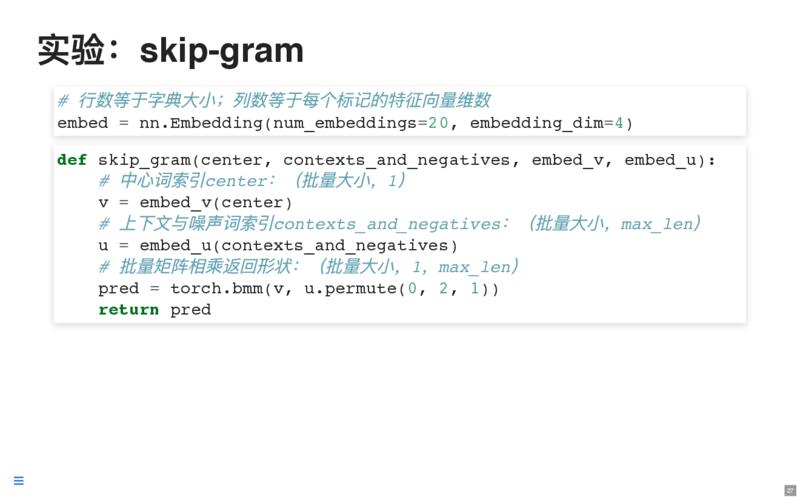 实验：skip-gram
# 行数等于字典大小；列数等于每个标记的特征向量维数
embed = nn.Embedding(num_embeddings=20, embedding_dim=4)
def skip_gram(center, contexts_and_negatives, embed_v, embed_u):
    # 中心词索引center：（批量大小，1）
    v = embed_v(center)
    # 上下文与噪声词索引contexts_and_negatives：（批量大小，max_len）
    u = embed_u(contexts_and_negatives)
    # 批量矩阵相乘返回形状：（批量大小，1，max_len）
    pred = torch.bmm(v, u.permute(0, 2, 1))
    return pred
27